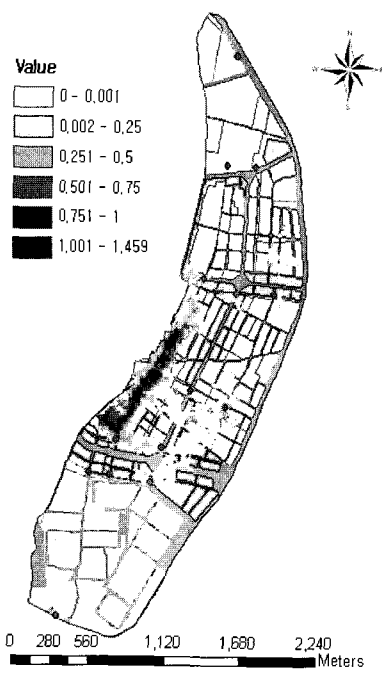 N
W
S
Value
0 - 0,001
0,002 - 0,25
0,251 - 0,5
0,501 - 0,75
0,751 - 1
1,001 - 1,459
0 280 560 1,120 1,680 2,240
Meters